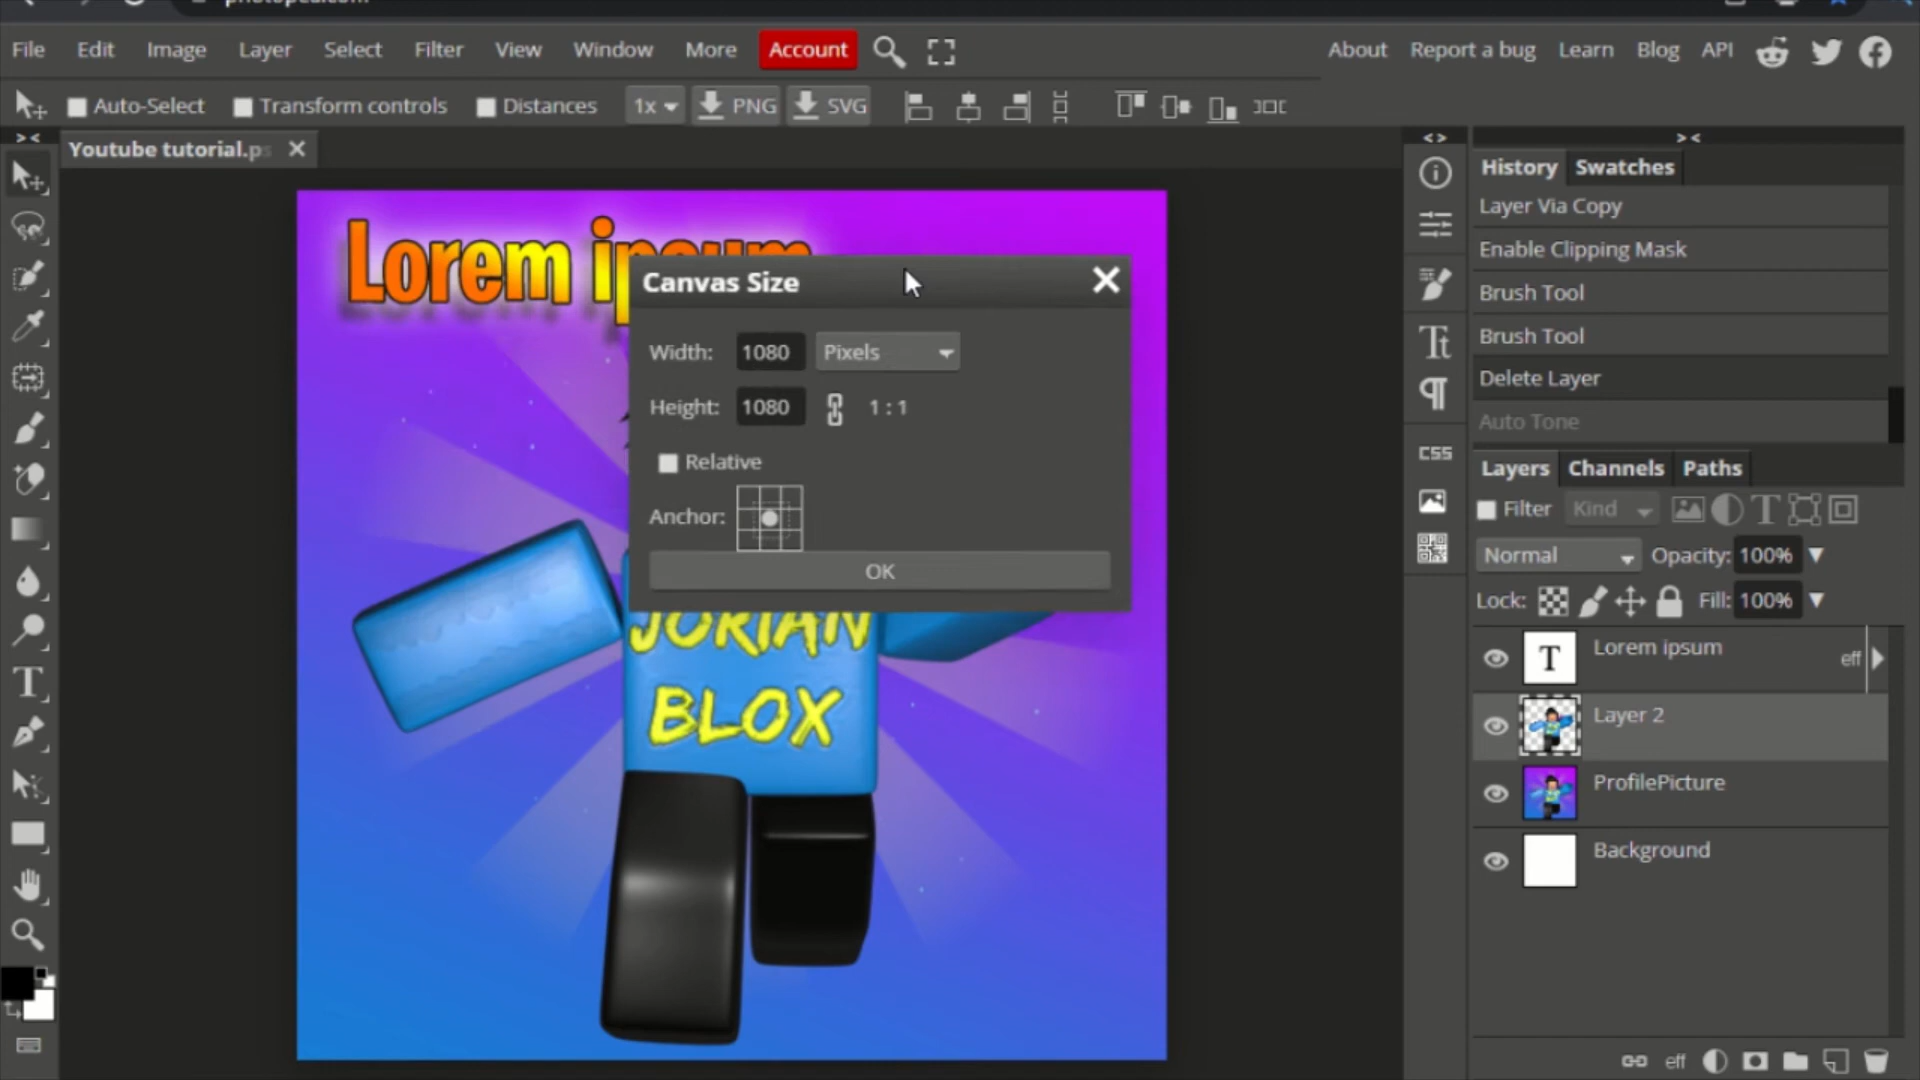 File Edit Image Layer Select Filter View Window More Account About Report a bug Learn Blog API
Auto-Select Transform controls Distances 1x PNG SVG
Youtube tutorial.ps
Lorem ipsum
Canvas Size
Width: 1080 Pixels
Height: 1080 1 : 1
Relative
Anchor:
OK
JORIAN
BLOX
CSS
History Swatches
Layer Via Copy
Enable Clipping Mask
Brush Tool
Brush Tool
Delete Layer
Auto Tone
Layers Channels Paths
Filter Kind
Normal Opacity: 100%
Lock: Fill: 100%
Lorem ipsum eff
Layer 2
ProfilePicture
Background
eff